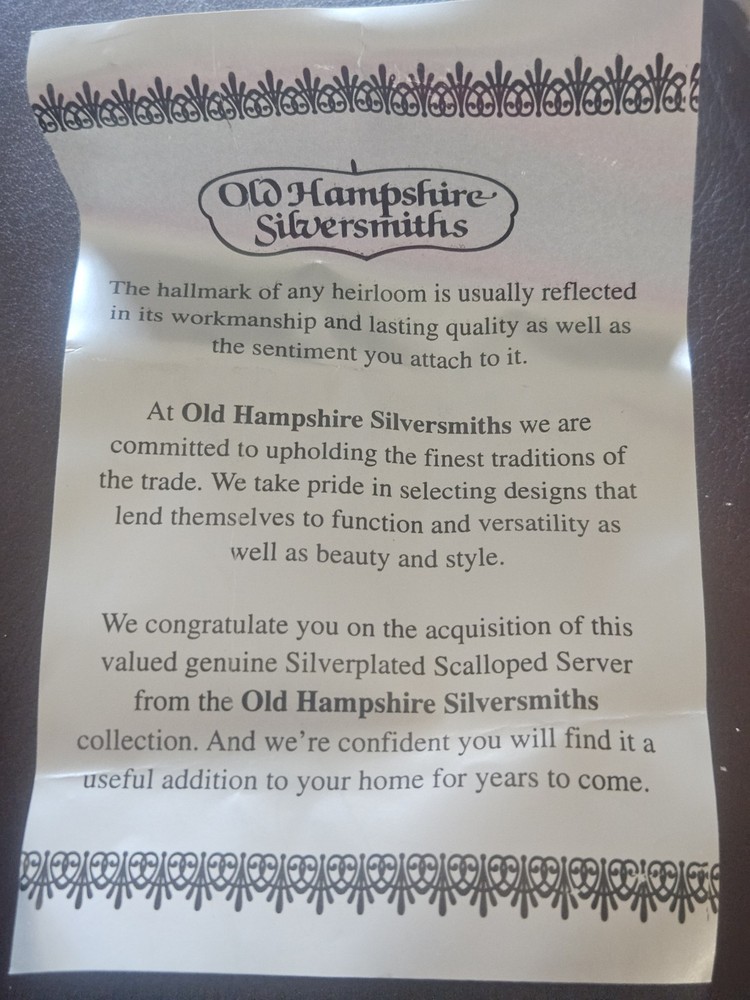 Old Hampshire
Silversmiths
The hallmark of any heirloom is usually reflected
in its workmanship and lasting quality as well as
the sentiment you attach to it.
At Old Hampshire Silversmiths we are
committed to upholding the finest traditions of
the trade. We take pride in selecting designs that
lend themselves to function and versatility as
well as beauty and style.
We congratulate you on the acquisition of this
valued genuine Silverplated Scalloped Server
from the Old Hampshire Silversmiths
collection. And we're confident you will find it a
useful addition to your home for years to come.